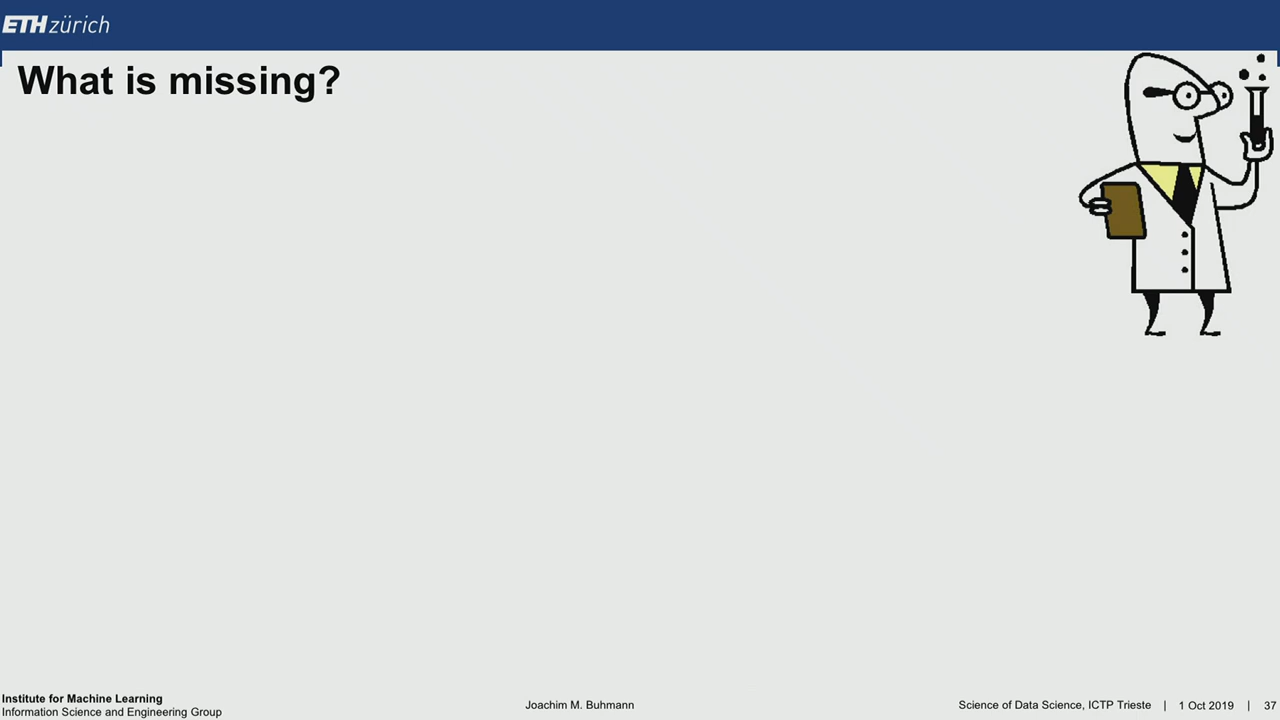 ETH zürich
What is missing?
Institute for Machine Learning
Information Science and Engineering Group
Joachim M. Buhmann
Science of Data Science, ICTP Trieste | 1 Oct 2019 | 37